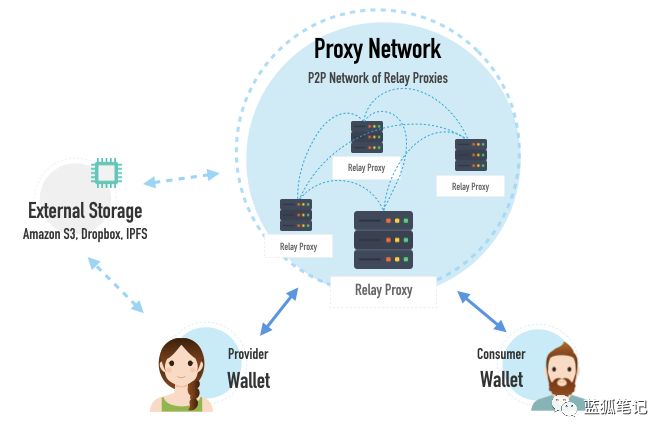 Proxy Network
P2P Network of Relay Proxies
Relay Proxy
Relay Proxy
Relay Proxy
Relay Proxy
External Storage
Amazon S3, Dropbox, IPFS
Provider
Wallet
Consumer
Wallet
蓝狐笔记